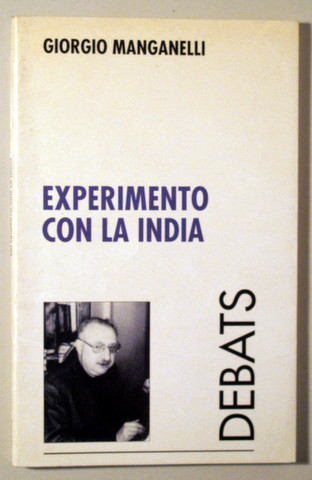 GIORGIO MANGANELLI
EXPERIMENTO
CON LA INDIA
DEBATS